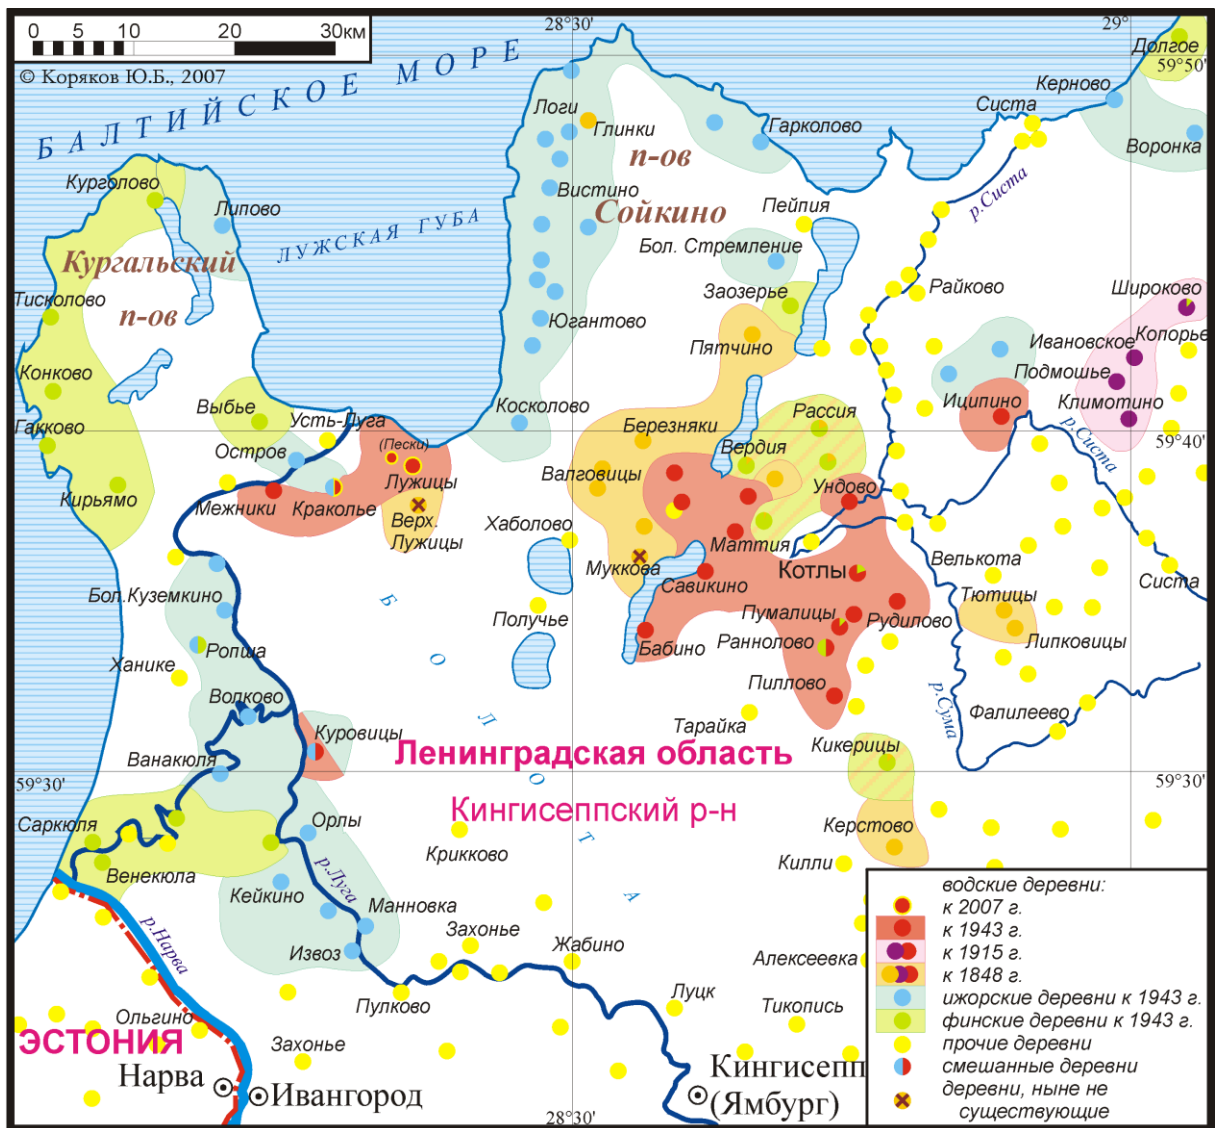 0 5 10 20 30км
© Коряков Ю.Б., 2007
28°30'
29°
59°50'
БАЛТИЙСКОЕ МОРЕ
Долгое
Керново
Систа
Воронка
Логи
Глинки
Гарколово
п-ов
Сойкино
Вистино
р.Систа
Курголово
Липово
ЛУЖСКАЯ ГУБА
Пейпия
Бол. Стремление
Кургальский
п-ов
Заозерье
Райково
Широково
Тисколово
Югантово
Пятчино
Ивановское
Копорье
Подмошье
Конково
Выбье
Усть-Луга
Косколово
Рассия
Иципино
Климотино
Гакково
(Пески)
Березняки
Вердия
р.Систа
59°40'
Остров
Лужицы
Валговицы
Ундово
Кирьямо
Межники
Краколье
Верх.
Лужицы
Хаболово
Маттия
Муккова
Савикино
Котлы
Велькота
Систа
Бол.Куземкино
БОЛОТА
Получье
Пумалицы
Рудилово
Тютицы
Ропша
Раннолово
Липковицы
Бабино
Ханике
Волково
Пиллово
р.Сума
Тарайка
Фалилеево
Куровицы
Ленинградская область
Кикерицы
Ванакюля
59°30'
59°30'
Кингисеппский р-н
Саркюля
Орлы
Крикково
Керстово
Килли
Венекюла
р.Луга
Кейкино
Манновка
р.Нарва
Извоз
Захонье
Жабино
Алексеевка
Пулково
Луцк
Тикопись
Ольгино
ЭСТОНИЯ
Захонье
Нарва
Ивангород
Кингисепп
(Ямбург)
28°30'
водские деревни:
к 2007 г.
к 1943 г.
к 1915 г.
к 1848 г.
ижорские деревни к 1943 г.
финские деревни к 1943 г.
прочие деревни
смешанные деревни
деревни, ныне не
существующие